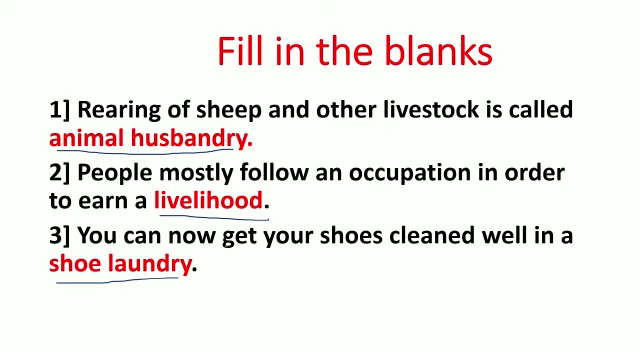 Fill in the blanks
1] Rearing of sheep and other livestock is called
animal husbandry.
2] People mostly follow an occupation in order
to earn a livelihood.
3] You can now get your shoes cleaned well in a
shoe laundry.